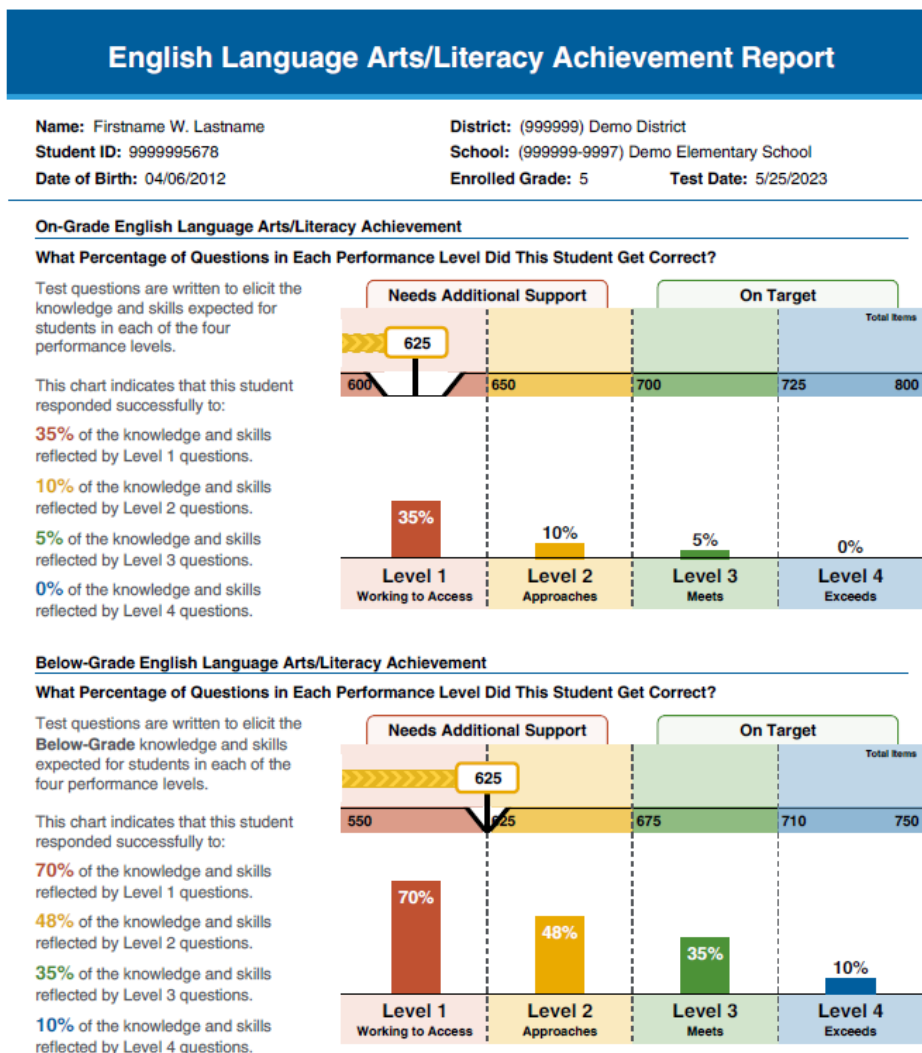 English Language Arts/Literacy Achievement Report
Name: Firstname W. Lastname
District: (999999) Demo District
Student ID: 9999995678
School: (999999-9997) Demo Elementary School
Date of Birth: 04/06/2012
Enrolled Grade: 5 Test Date: 5/25/2023
On-Grade English Language Arts/Literacy Achievement
What Percentage of Questions in Each Performance Level Did This Student Get Correct?
Test questions are written to elicit the
knowledge and skills expected for
students in each of the four
performance levels.
This chart indicates that this student
responded successfully to:
35% of the knowledge and skills
reflected by Level 1 questions.
10% of the knowledge and skills
reflected by Level 2 questions.
5% of the knowledge and skills
reflected by Level 3 questions.
0% of the knowledge and skills
reflected by Level 4 questions.
Needs Additional Support
On Target
Total Items
625
600 650 700 725 800
35% 10% 5% 0%
Level 1 Level 2 Level 3 Level 4
Working to Access Approaches Meets Exceeds
Below-Grade English Language Arts/Literacy Achievement
What Percentage of Questions in Each Performance Level Did This Student Get Correct?
Test questions are written to elicit the
Below-Grade knowledge and skills
expected for students in each of the
four performance levels.
This chart indicates that this student
responded successfully to:
70% of the knowledge and skills
reflected by Level 1 questions.
48% of the knowledge and skills
reflected by Level 2 questions.
35% of the knowledge and skills
reflected by Level 3 questions.
10% of the knowledge and skills
reflected by Level 4 questions.
Needs Additional Support
On Target
Total Items
625
550 625 675 710 750
70% 48% 35% 10%
Level 1 Level 2 Level 3 Level 4
Working to Access Approaches Meets Exceeds